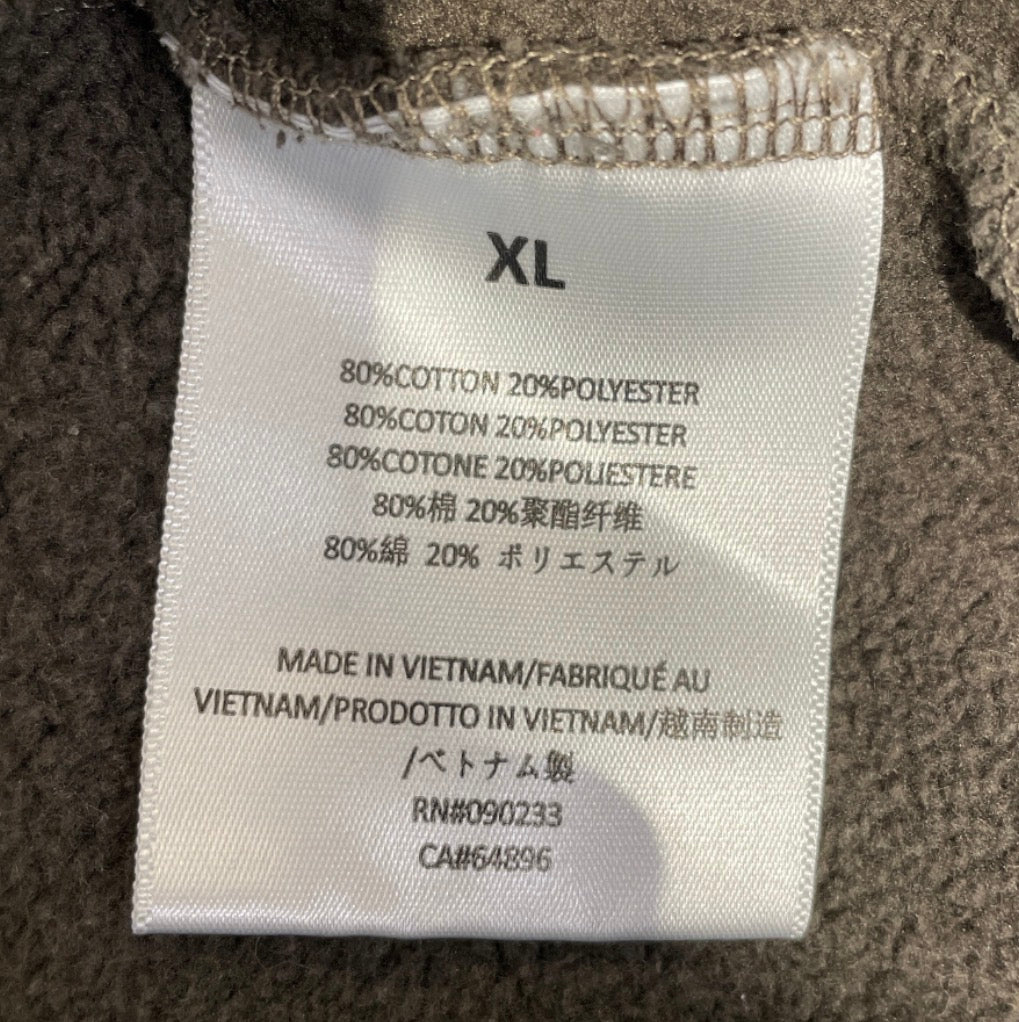 XL
80%COTTON 20%POLYESTER
80%COTON 20%POLYESTER
80%COTONE 20%POLIESTERE
80%棉 20%聚酯纤维
80%綿 20% ポリエステル
MADE IN VIETNAM/FABRIQUÉ AU
VIETNAM/PRODOTTO IN VIETNAM/越南制造
/ベトナム製
RN#090233
CA#64896